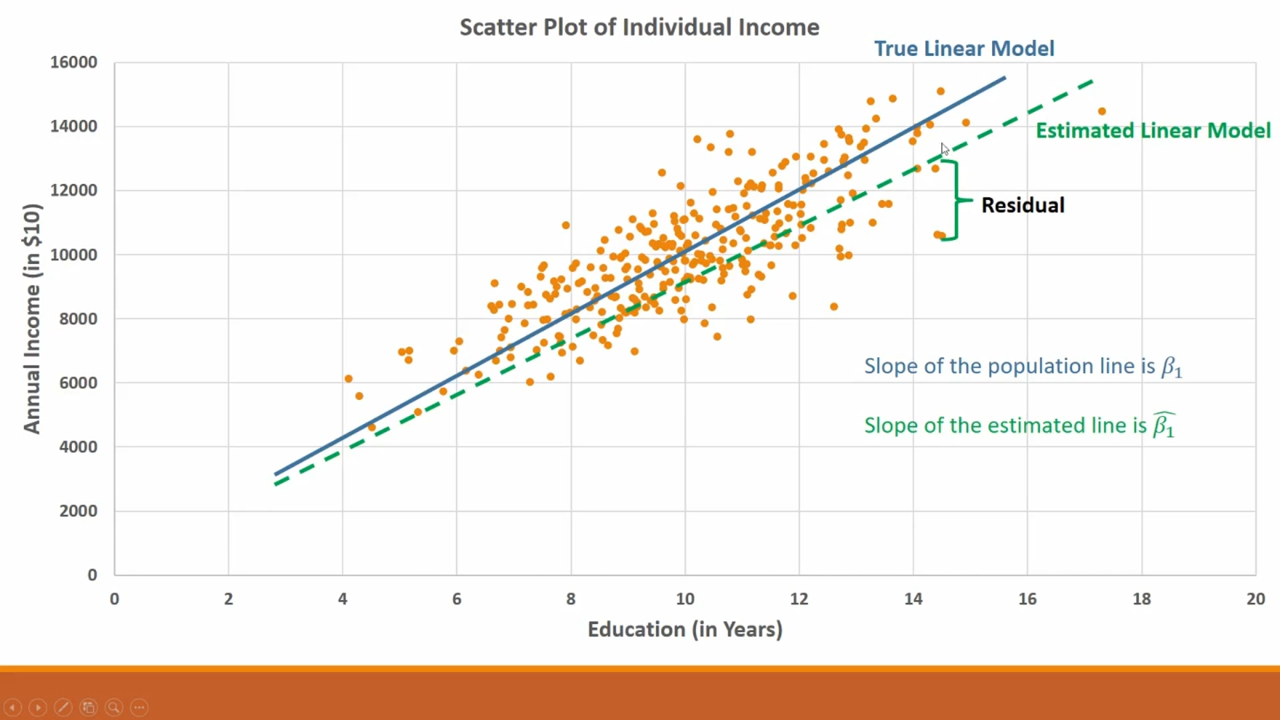 Scatter Plot of Individual Income
True Linear Model
16000
14000
12000
10000
8000
6000
4000
2000
0
Annual Income (in $10)
Estimated Linear Model
Residual
Slope of the population line is β₁
Slope of the estimated line is β̂₁
0 2 4 6 8 10 12 14 16 18 20
Education (in Years)